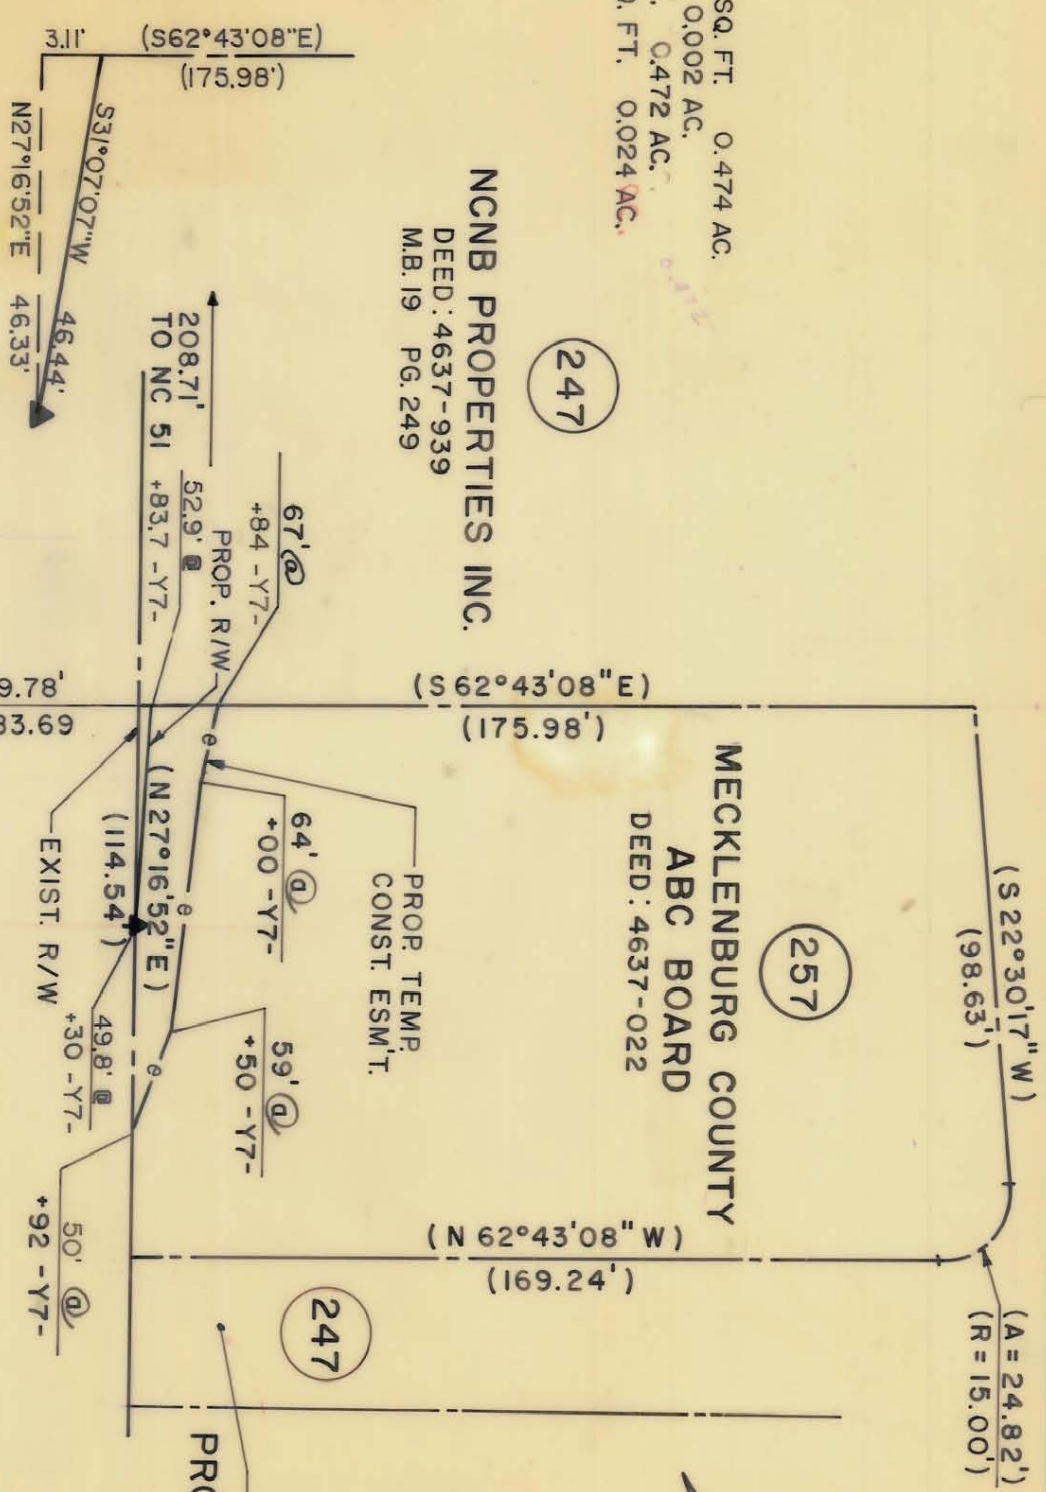 SQ. FT. 0.474 AC.
0.002 AC.
0.472 AC.
FT. 0.024 AC.
0.472
247
NCNB PROPERTIES INC.
DEED: 4637-939
M.B. 19 PG. 249
3.11'
(S62°43'08"E)
(175.98')
S31°07'07"W 46.44'
N27°16'52"E 46.33'
208.71'
TO NC 51
67' @
+84 -Y7-
PROP. R/W
52.9' @
+83.7 -Y7-
9.78'
83.69
(S 62°43'08"E)
(175.98')
(S 22°30'17"W)
(98.63')
257
MECKLENBURG COUNTY
ABC BOARD
DEED: 4637-022
PROP. TEMP.
CONST. ESM'T.
e
64' @
+00 -Y7-
e
59' @
+50 -Y7-
e
(N 27°16'52"E)
(114.54')
EXIST. R/W
49.8' @
+30 -Y7-
50' @
+92 -Y7-
(N 62°43'08"W)
(169.24')
(A = 24.82')
(R = 15.00')
247
PRO